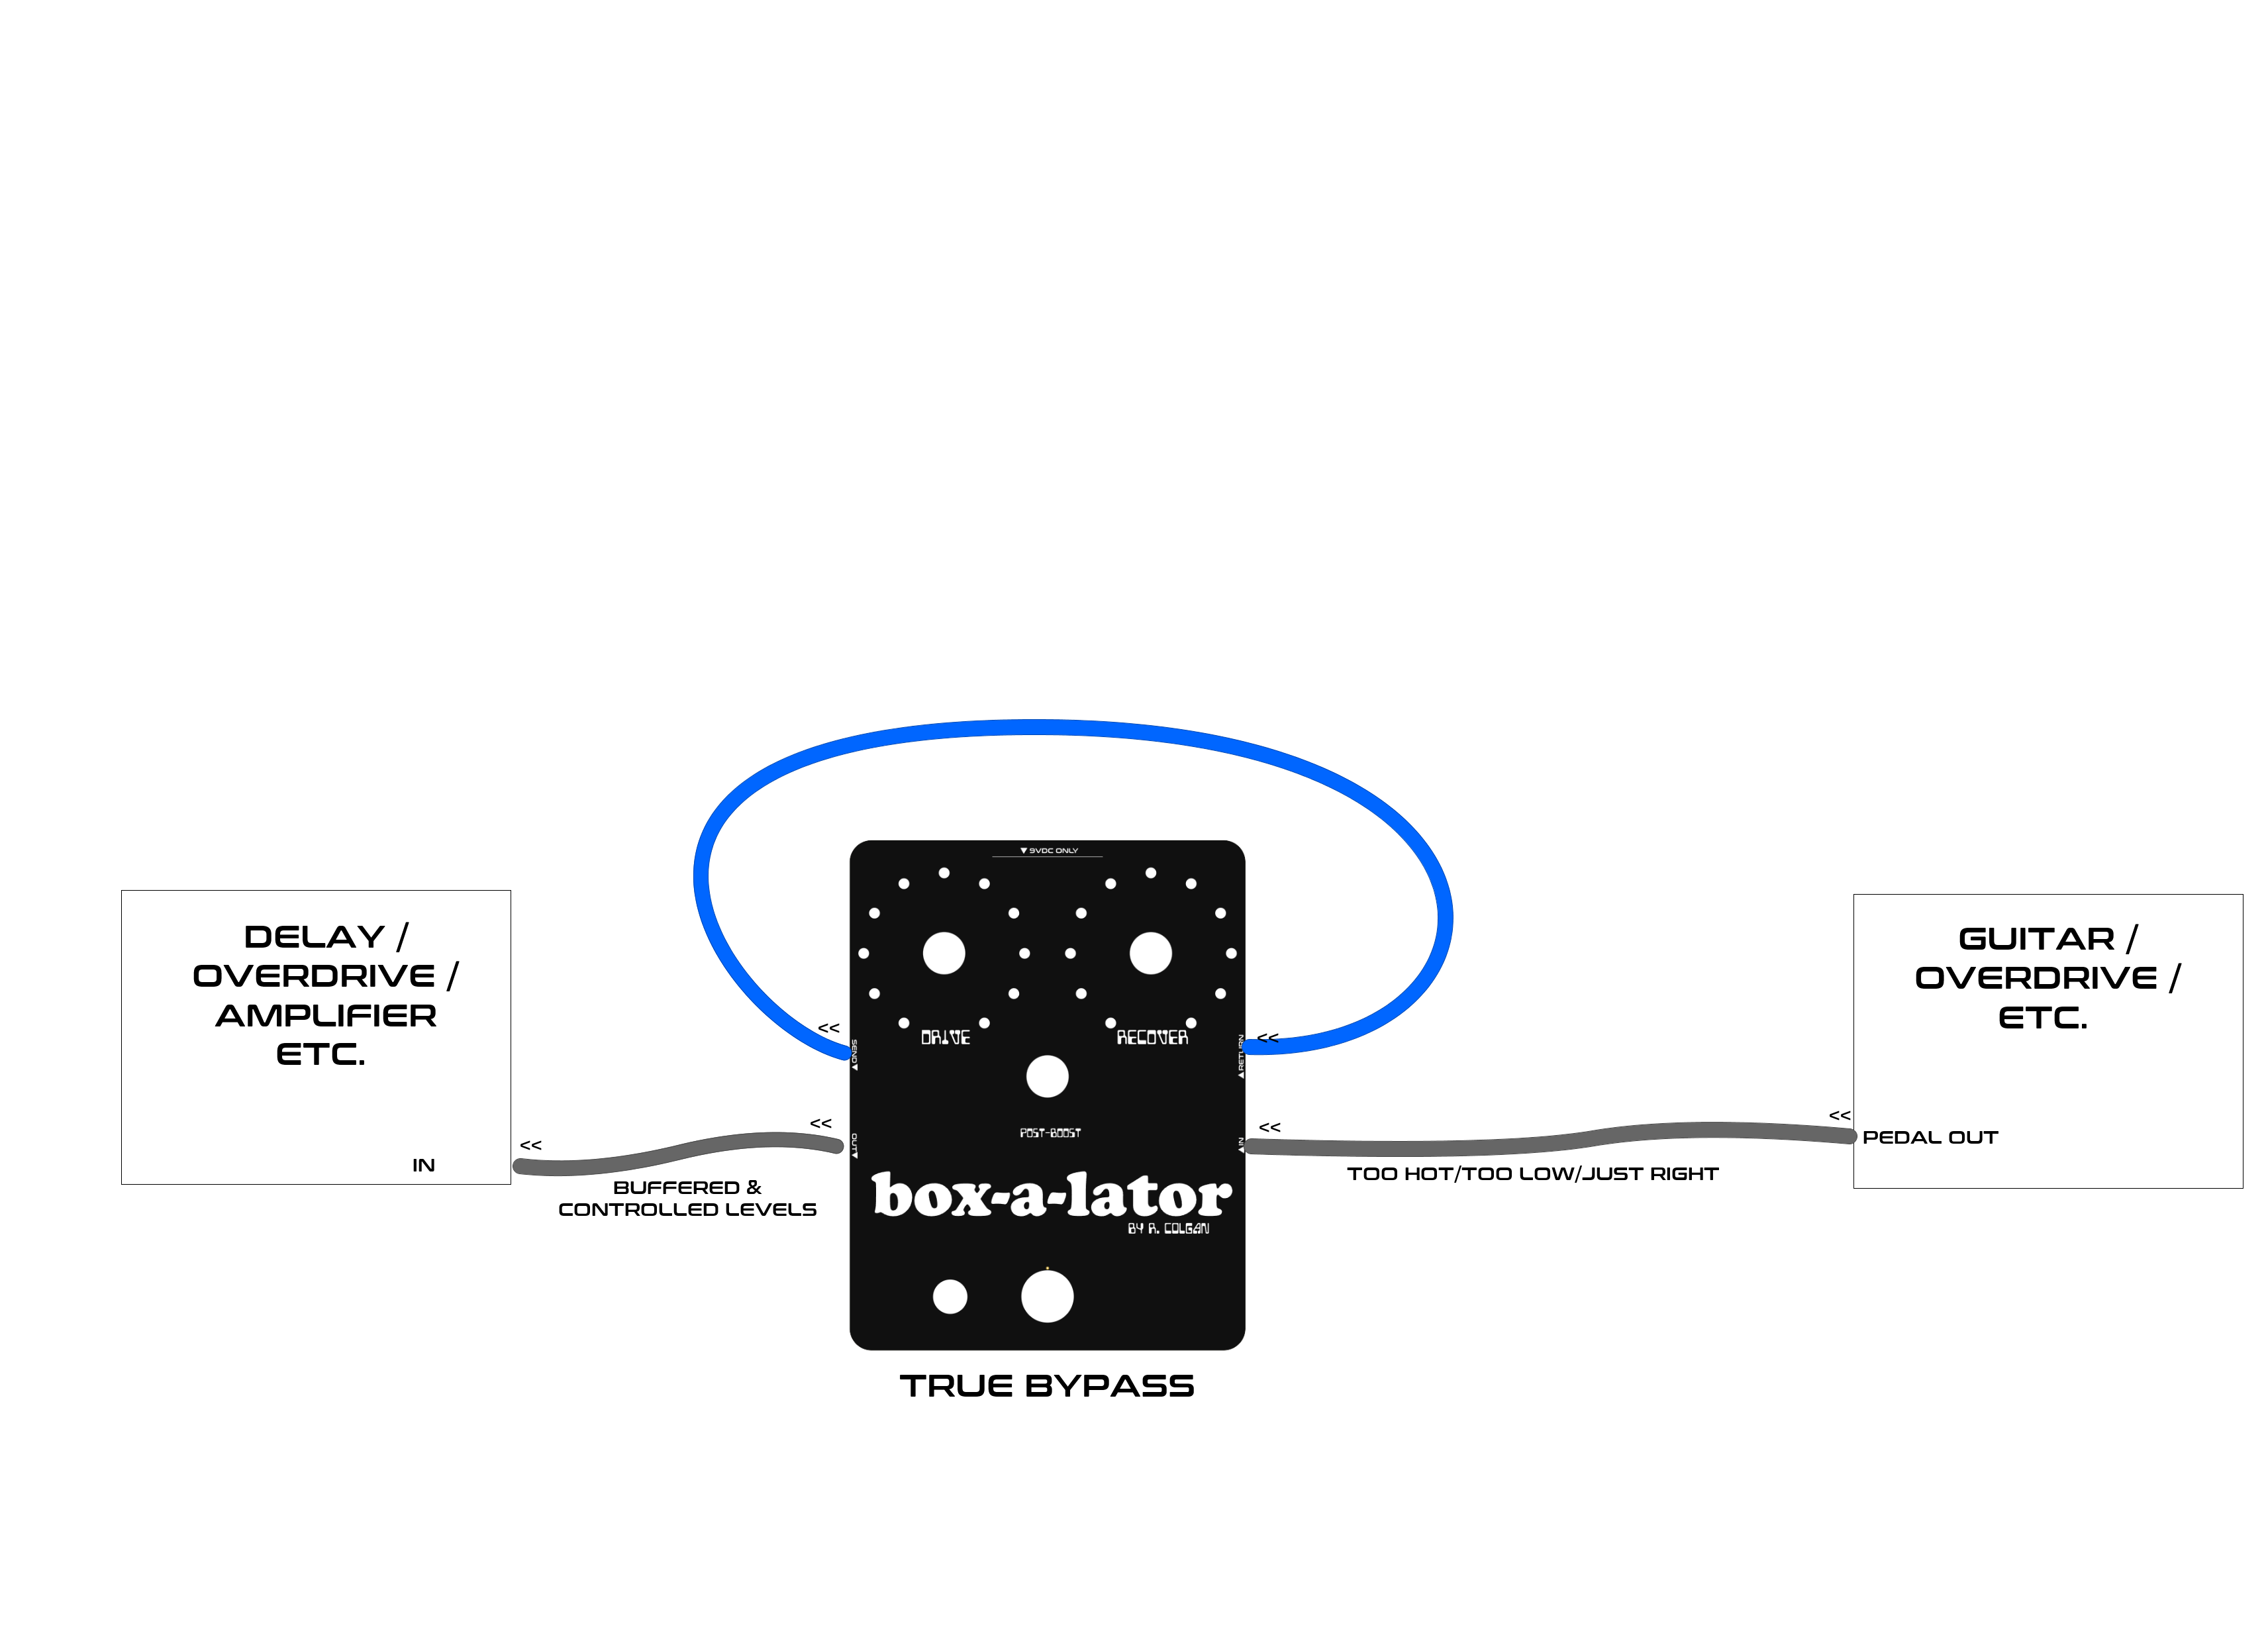 ▼ 9VDC ONLY
DELAY /
OVERDRIVE /
AMPLIFIER
ETC.
IN
<<
BUFFERED &
CONTROLLED LEVELS
<<
<<
▲SEND
▲OUT
DRIVE
RECOVER
POST-BOOST
box-a-lator
BY R. COLGAN
▲RETURN
▲IN
<<
<<
TOO HOT/TOO LOW/JUST RIGHT
<<
GUITAR /
OVERDRIVE /
ETC.
PEDAL OUT
TRUE BYPASS